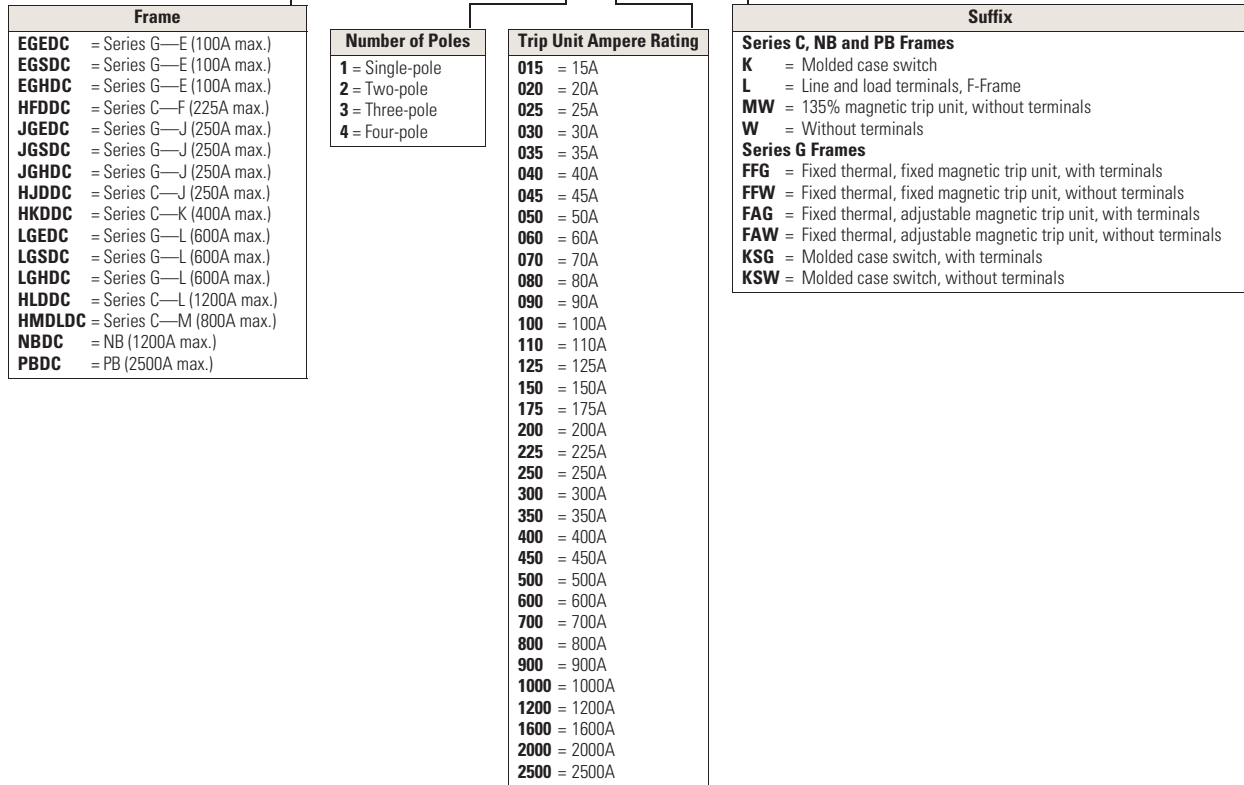 Frame
EGEDC = Series G—E (100A max.)
EGSDC = Series G—E (100A max.)
EGHDC = Series G—E (100A max.)
HFDDC = Series C—F (225A max.)
JGEDC = Series G—J (250A max.)
JGSDC = Series G—J (250A max.)
JGHDC = Series G—J (250A max.)
HJDDC = Series C—J (250A max.)
HKDDC = Series C—K (400A max.)
LGEDC = Series G—L (600A max.)
LGSDC = Series G—L (600A max.)
LGHDC = Series G—L (600A max.)
HLDDC = Series C—L (1200A max.)
HMDLDC = Series C—M (800A max.)
NBDC = NB (1200A max.)
PBDC = PB (2500A max.)
Number of Poles
1 = Single-pole
2 = Two-pole
3 = Three-pole
4 = Four-pole
Trip Unit Ampere Rating
015 = 15A
020 = 20A
025 = 25A
030 = 30A
035 = 35A
040 = 40A
045 = 45A
050 = 50A
060 = 60A
070 = 70A
080 = 80A
090 = 90A
100 = 100A
110 = 110A
125 = 125A
150 = 150A
175 = 175A
200 = 200A
225 = 225A
250 = 250A
300 = 300A
350 = 350A
400 = 400A
450 = 450A
500 = 500A
600 = 600A
700 = 700A
800 = 800A
900 = 900A
1000 = 1000A
1200 = 1200A
1600 = 1600A
2000 = 2000A
2500 = 2500A
Suffix
Series C, NB and PB Frames
K = Molded case switch
L = Line and load terminals, F-Frame
MW = 135% magnetic trip unit, without terminals
W = Without terminals
Series G Frames
FFG = Fixed thermal, fixed magnetic trip unit, with terminals
FFW = Fixed thermal, fixed magnetic trip unit, without terminals
FAG = Fixed thermal, adjustable magnetic trip unit, with terminals
FAW = Fixed thermal, adjustable magnetic trip unit, without terminals
KSG = Molded case switch, with terminals
KSW = Molded case switch, without terminals